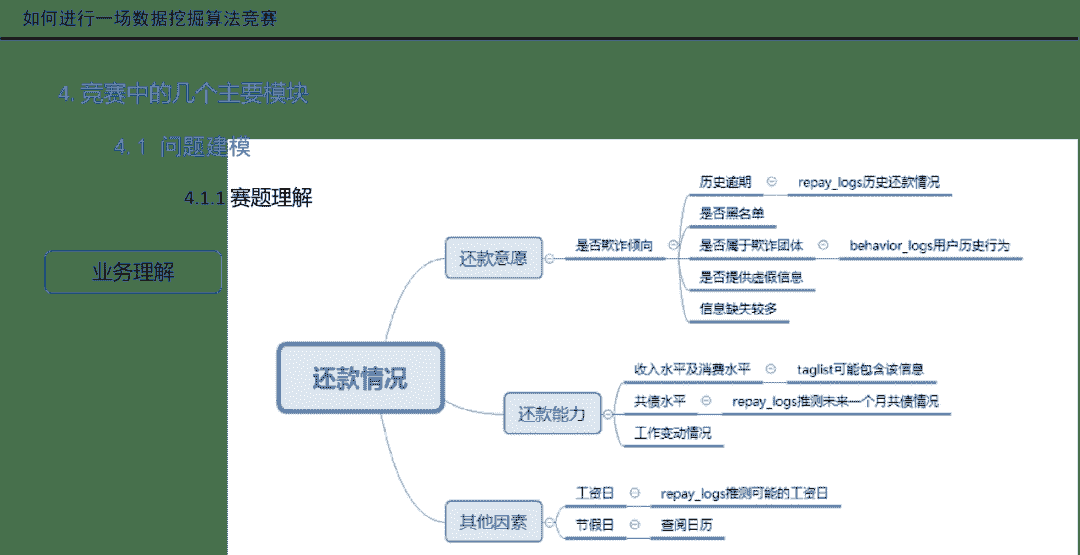 如何进行一场数据挖掘算法竞赛
4. 竞赛中的几个主要模块
4.1 问题建模
4.1.1 赛题理解
业务理解
还款情况
还款意愿
是否欺诈倾向
历史逾期
repay_logs历史还款情况
是否黑名单
是否属于欺诈团体
behavior_logs用户历史行为
是否提供虚假信息
信息缺失较多
还款能力
收入水平及消费水平
taglist可能包含该信息
共债水平
repay_logs推测未来一个月共债情况
工作变动情况
其他因素
工资日
repay_logs推测可能的工资日
节假日
查阅日历